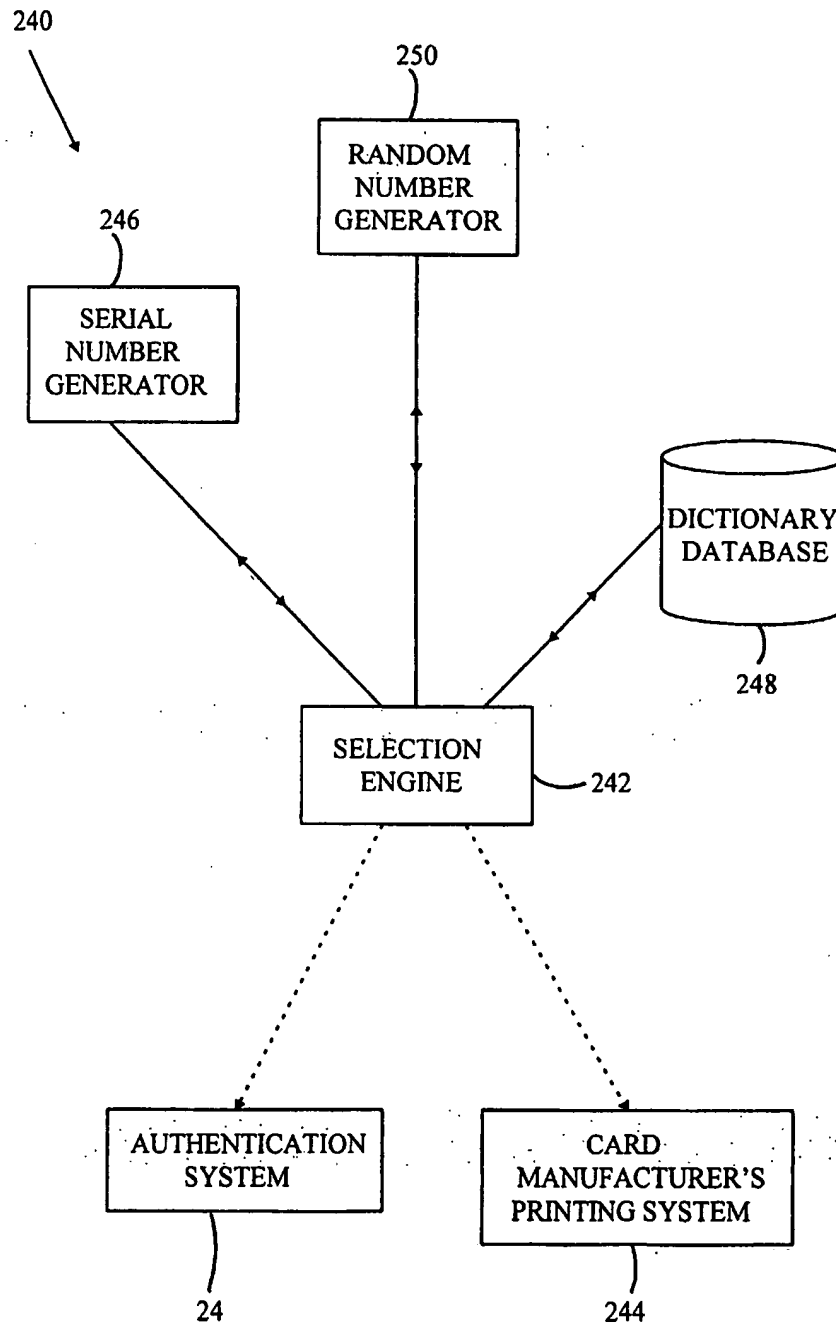 240
250
RANDOM
NUMBER
GENERATOR
246
SERIAL
NUMBER
GENERATOR
DICTIONARY
DATABASE
248
SELECTION
ENGINE
242
AUTHENTICATION
SYSTEM
24
CARD
MANUFACTURER'S
PRINTING SYSTEM
244